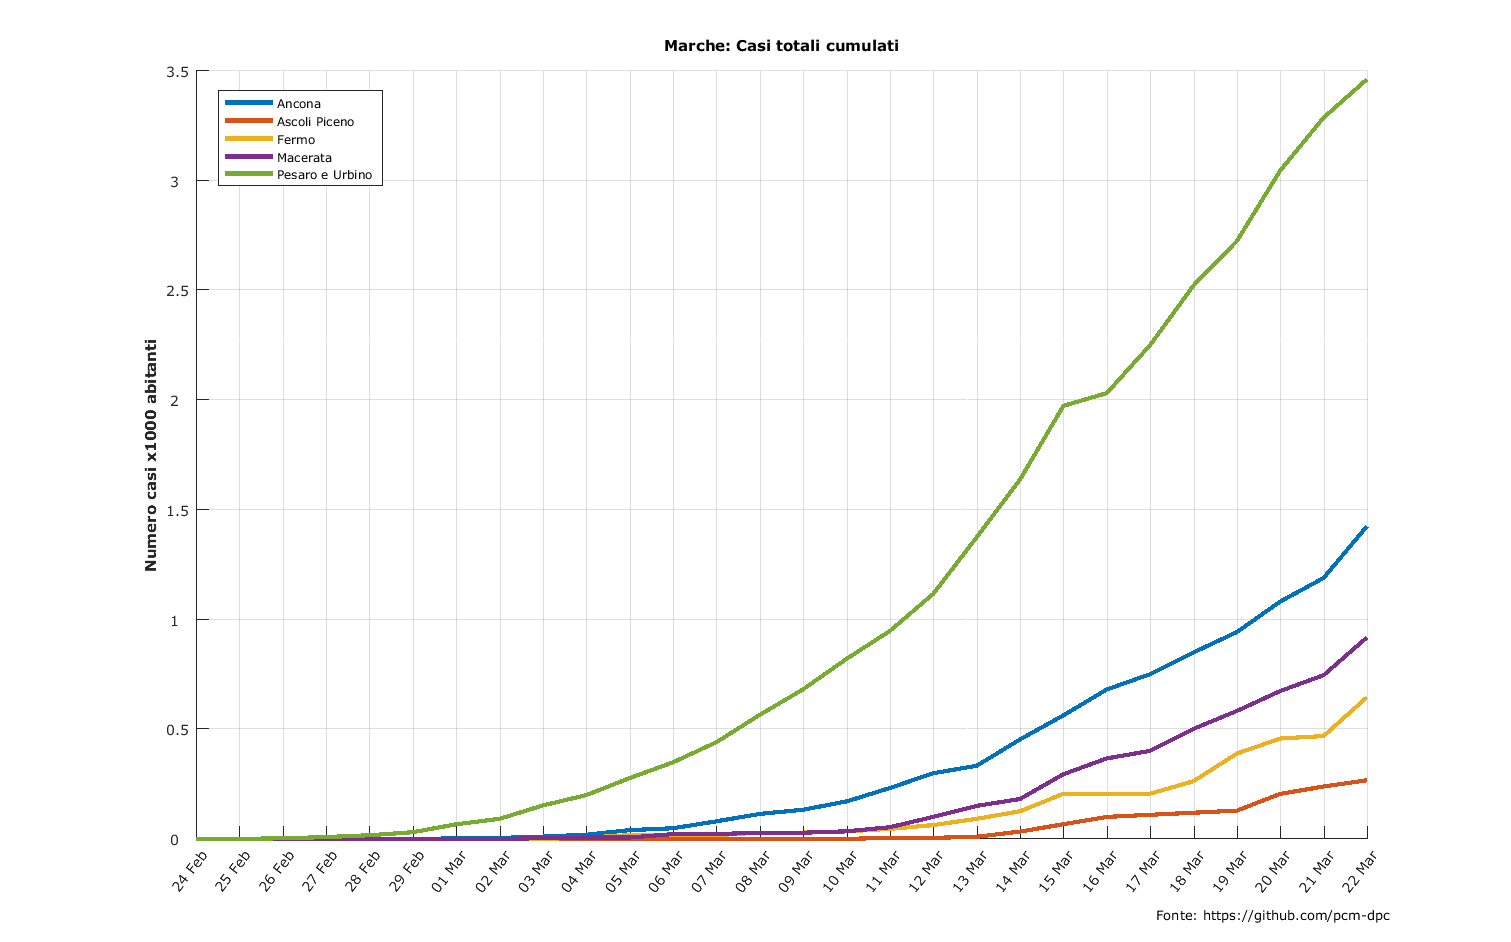 Marche: Casi totali cumulati
Numero casi x1000 abitanti
3.5
3
2.5
2
1.5
1
0.5
0
Ancona
Ascoli Piceno
Fermo
Macerata
Pesaro e Urbino
24 Feb
25 Feb
26 Feb
27 Feb
28 Feb
29 Feb
01 Mar
02 Mar
03 Mar
04 Mar
05 Mar
06 Mar
07 Mar
08 Mar
09 Mar
10 Mar
11 Mar
12 Mar
13 Mar
14 Mar
15 Mar
16 Mar
17 Mar
18 Mar
19 Mar
20 Mar
21 Mar
22 Mar
Fonte: https://github.com/pcm-dpc